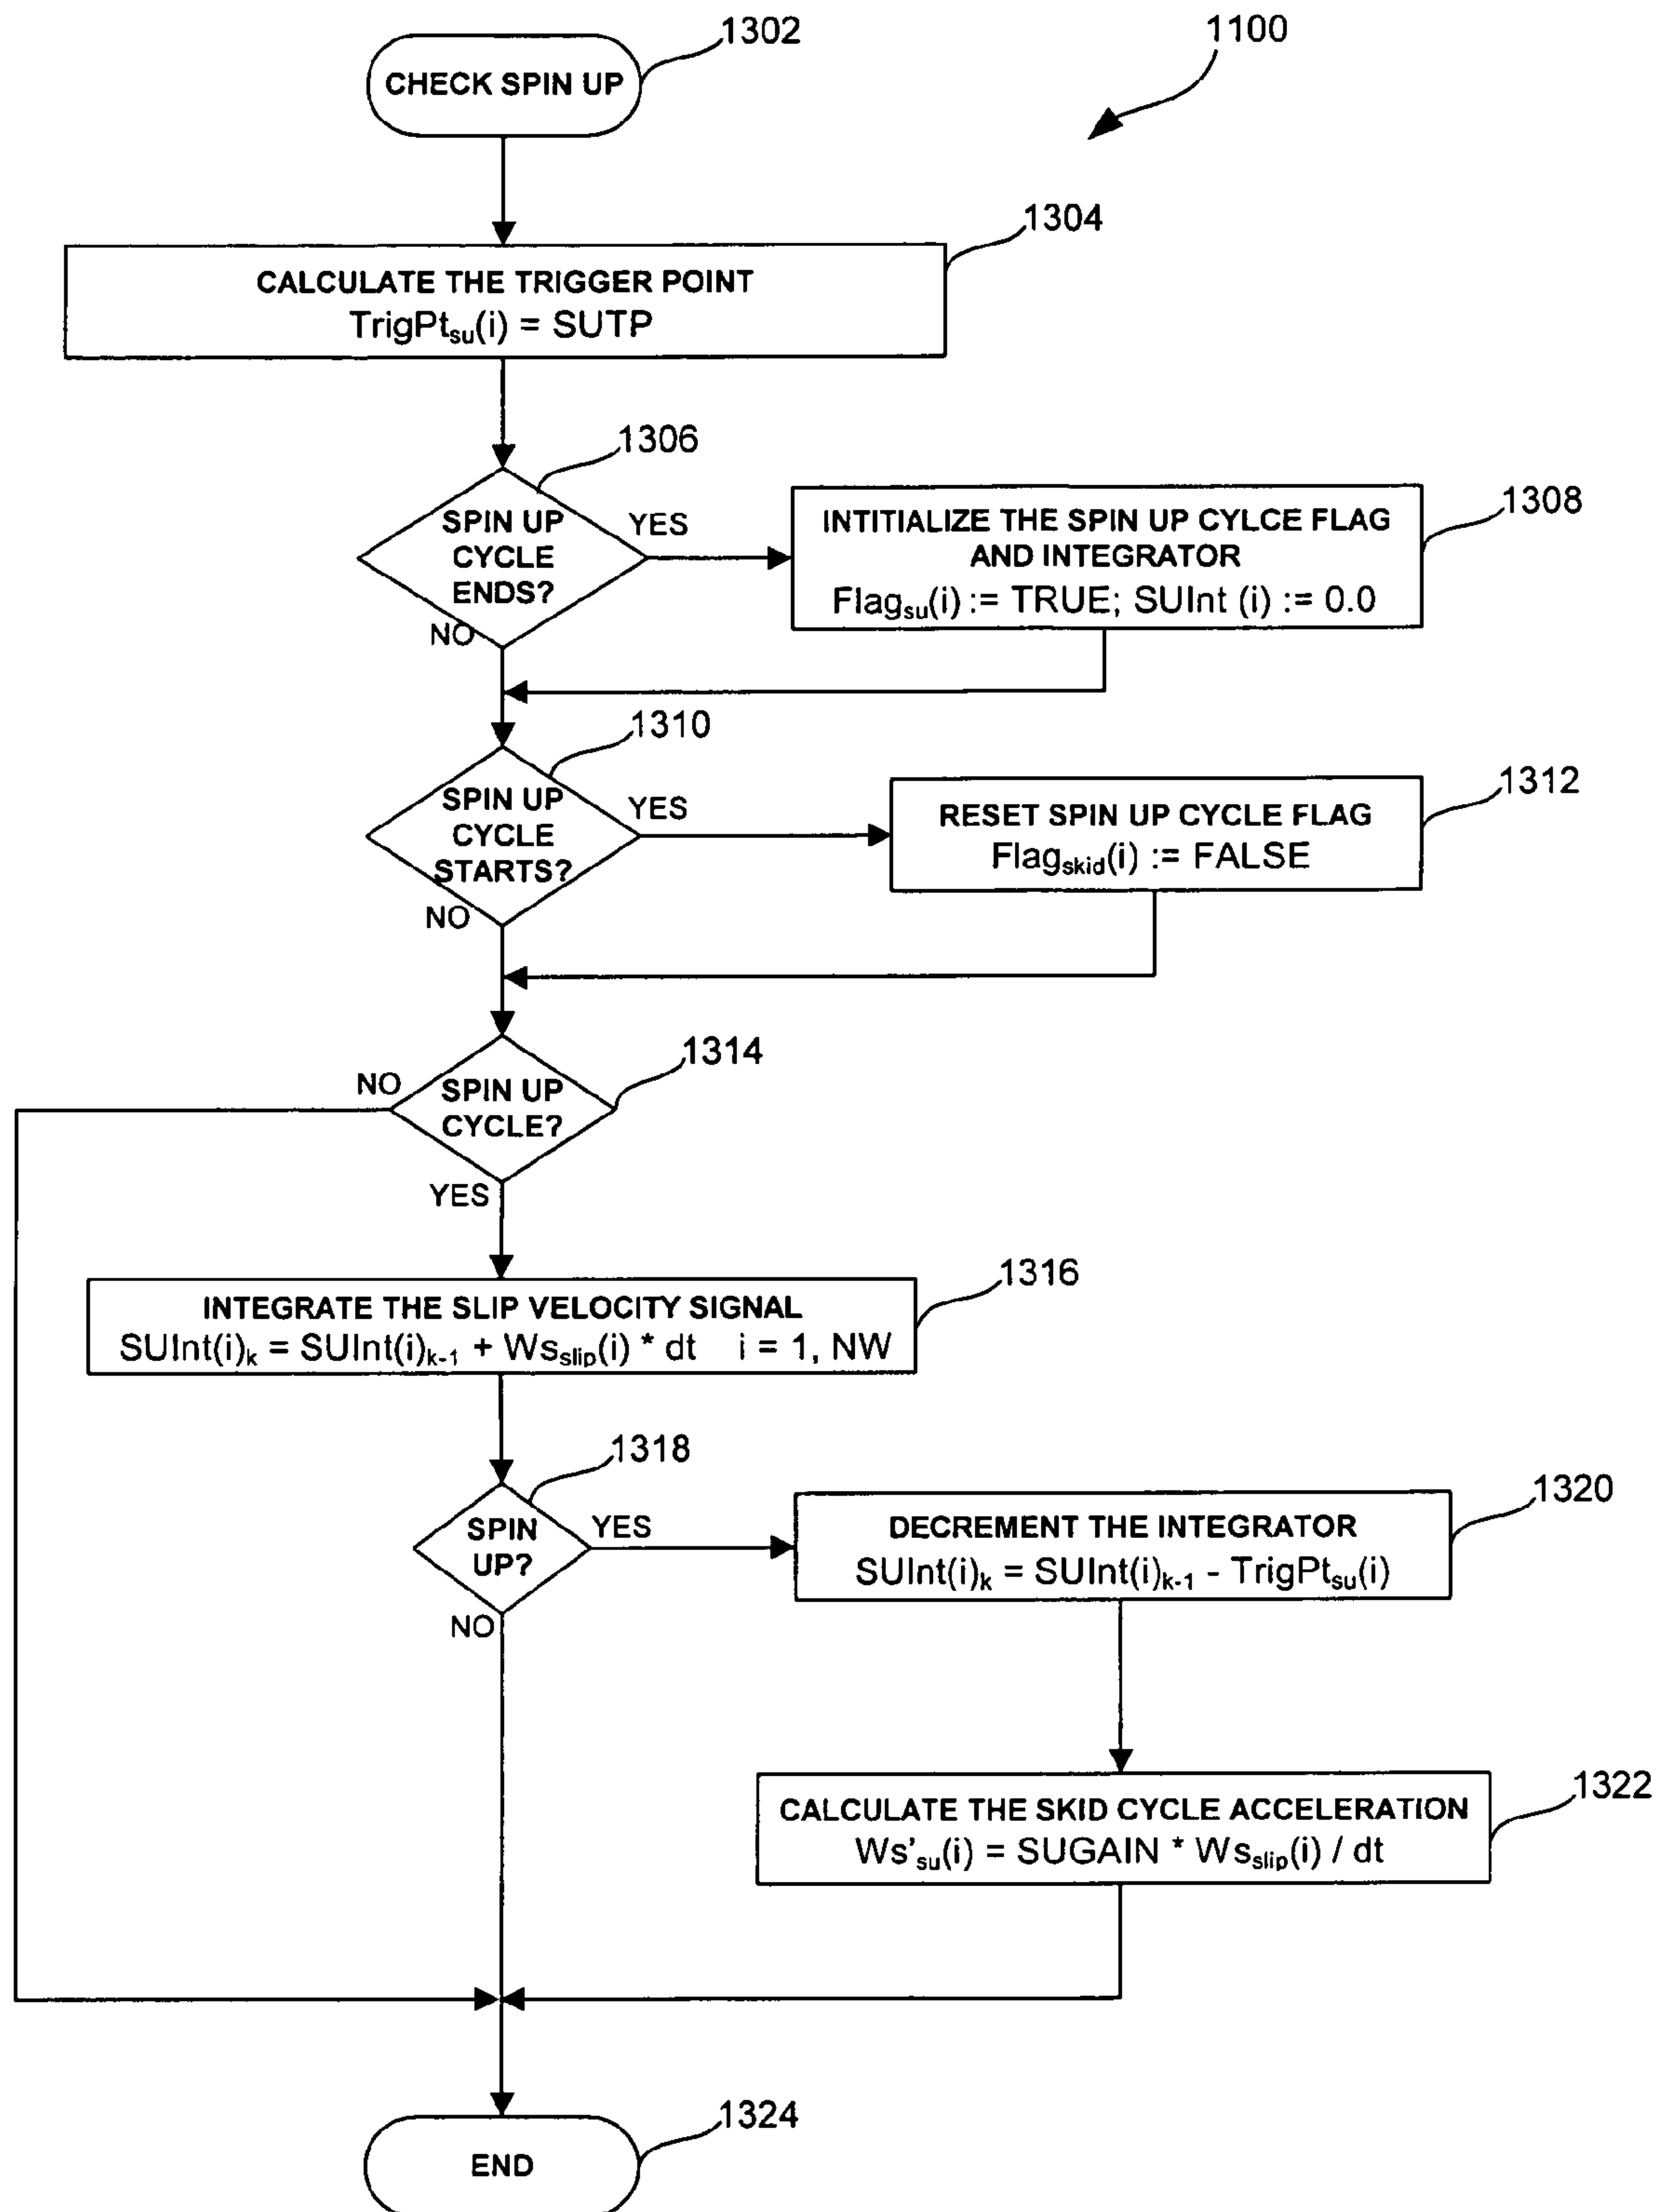 1302
1100
CHECK SPIN UP
1304
CALCULATE THE TRIGGER POINT
TrigPtsu(i) = SUTP
1306
SPIN UP
CYCLE
ENDS?
YES
NO
1308
INTITIALIZE THE SPIN UP CYLCE FLAG
AND INTEGRATOR
Flagsu(i) := TRUE; SUInt (i) := 0.0
1310
SPIN UP
CYCLE
STARTS?
YES
NO
1312
RESET SPIN UP CYCLE FLAG
Flagskid(i) := FALSE
1314
NO
SPIN UP
CYCLE?
YES
1316
INTEGRATE THE SLIP VELOCITY SIGNAL
SUInt(i)k = SUInt(i)k-1 + Wsslip(i) * dt i = 1, NW
1318
SPIN
UP?
YES
NO
1320
DECREMENT THE INTEGRATOR
SUInt(i)k = SUInt(i)k-1 - TrigPtsu(i)
1322
CALCULATE THE SKID CYCLE ACCELERATION
Ws'su(i) = SUGAIN * Wsslip(i) / dt
1324
END